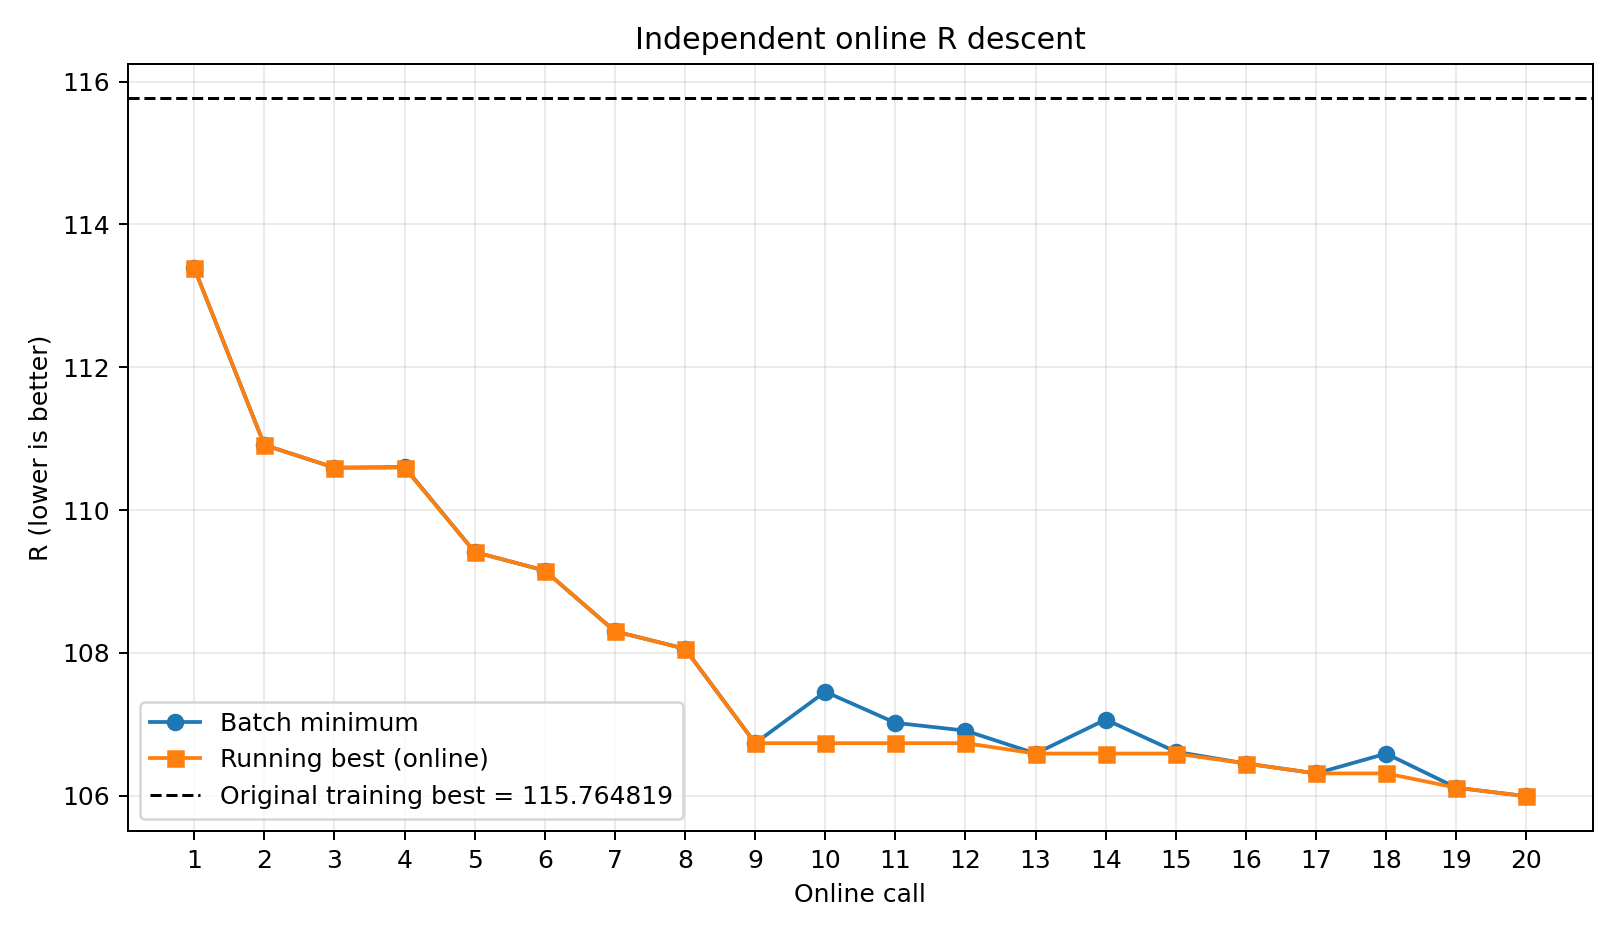 Independent online R descent
R (lower is better)
116
114
112
110
108
106
Batch minimum
Running best (online)
Original training best = 115.764819
1 2 3 4 5 6 7 8 9 10 11 12 13 14 15 16 17 18 19 20
Online call